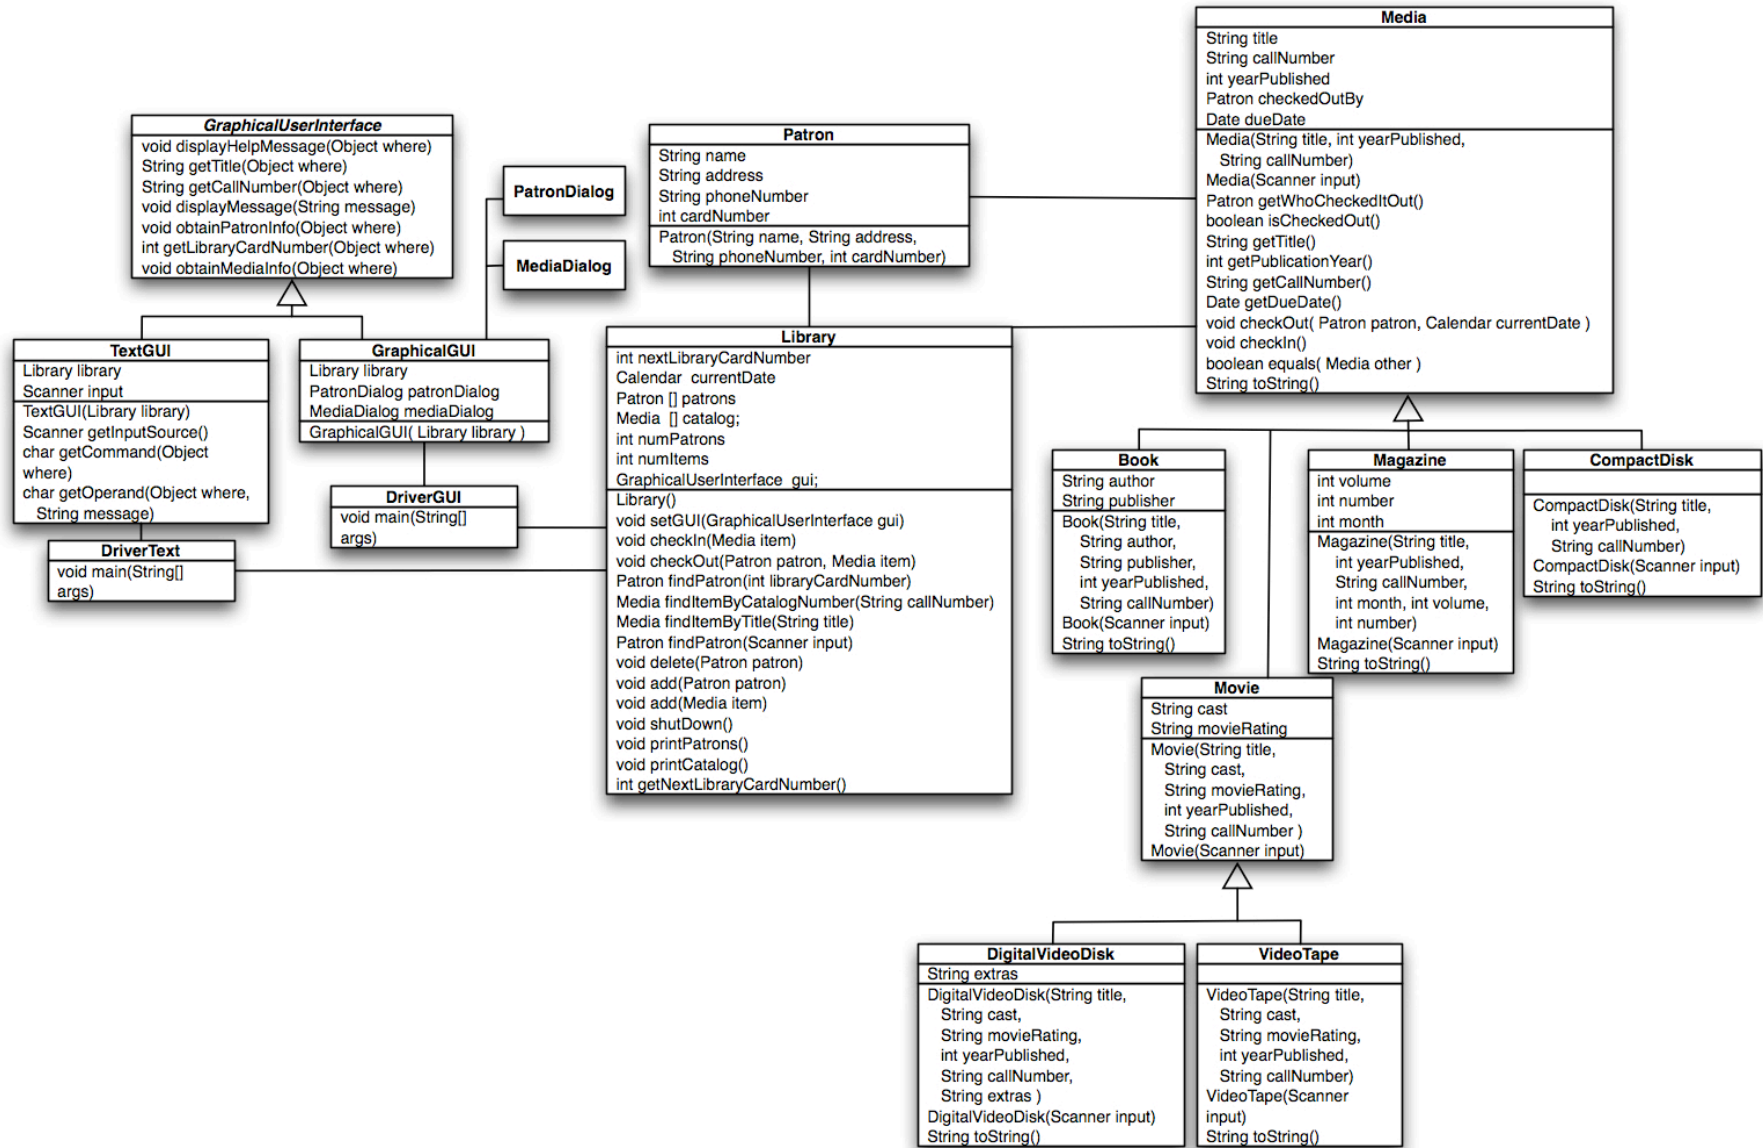 GraphicalUserInterface
void displayHelpMessage(Object where)
String getTitle(Object where)
String getCallNumber(Object where)
void displayMessage(String message)
void obtainPatronInfo(Object where)
int getLibraryCardNumber(Object where)
void obtainMediaInfo(Object where)
PatronDialog
MediaDialog
Patron
String name
String address
String phoneNumber
int cardNumber
Patron(String name, String address,
String phoneNumber, int cardNumber)
Media
String title
String callNumber
int yearPublished
Patron checkedOutBy
Date dueDate
Media(String title, int yearPublished,
String callNumber)
Media(Scanner input)
Patron getWhoCheckedItOut()
boolean isCheckedOut()
String getTitle()
int getPublicationYear()
String getCallNumber()
Date getDueDate()
void checkOut( Patron patron, Calendar currentDate )
void checkIn()
boolean equals( Media other )
String toString()
TextGUI
Library library
Scanner input
TextGUI(Library library)
Scanner getInputSource()
char getCommand(Object
where)
char getOperand(Object where,
String message)
GraphicalGUI
Library library
PatronDialog patronDialog
MediaDialog mediaDialog
GraphicalGUI( Library library )
DriverGUI
void main(String[]
args)
DriverText
void main(String[]
args)
Library
int nextLibraryCardNumber
Calendar currentDate
Patron [] patrons
Media [] catalog;
int numPatrons
int numItems
GraphicalUserInterface gui;
Library()
void setGUI(GraphicalUserInterface gui)
void checkIn(Media item)
void checkOut(Patron patron, Media item)
Patron findPatron(int libraryCardNumber)
Media findItemByCatalogNumber(String callNumber)
Media findItemByTitle(String title)
Patron findPatron(Scanner input)
void delete(Patron patron)
void add(Patron patron)
void add(Media item)
void shutDown()
void printPatrons()
void printCatalog()
int getNextLibraryCardNumber()
Book
String author
String publisher
Book(String title,
String author,
String publisher,
int yearPublished,
String callNumber)
Book(Scanner input)
String toString()
Magazine
int volume
int number
int month
Magazine(String title,
int yearPublished,
String callNumber,
int month, int volume,
int number)
Magazine(Scanner input)
String toString()
CompactDisk
CompactDisk(String title,
int yearPublished,
String callNumber)
CompactDisk(Scanner input)
String toString()
Movie
String cast
String movieRating
Movie(String title,
String cast,
String movieRating,
int yearPublished,
String callNumber )
Movie(Scanner input)
DigitalVideoDisk
String extras
DigitalVideoDisk(String title,
String cast,
String movieRating,
int yearPublished,
String callNumber,
String extras )
DigitalVideoDisk(Scanner input)
String toString()
VideoTape
VideoTape(String title,
String cast,
String movieRating,
int yearPublished,
String callNumber)
VideoTape(Scanner
input)
String toString()